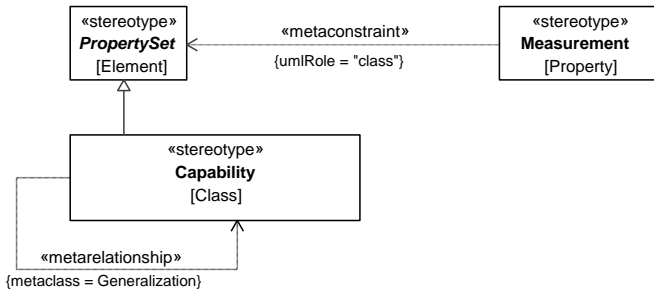 «stereotype»
PropertySet
[Element]
«metaconstraint»
{umlRole = "class"}
«stereotype»
Measurement
[Property]
«stereotype»
Capability
[Class]
«metarelationship»
{metaclass = Generalization}